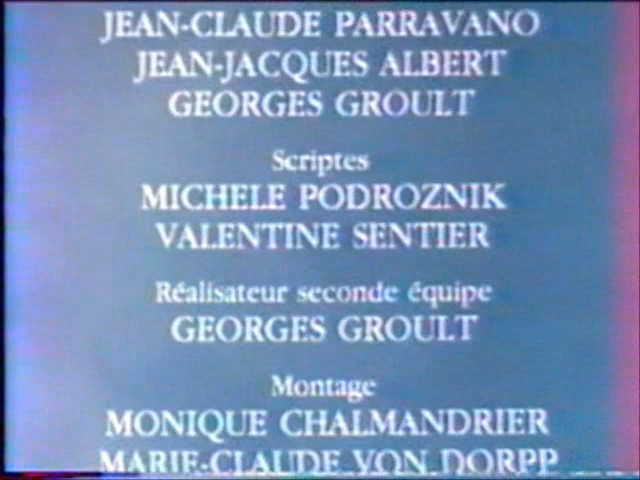 JEAN-CLAUDE PARRAVANO
JEAN-JACQUES ALBERT
GEORGES GROULT
Scriptes
MICHELE PODROZNIK
VALENTINE SENTIER
Réalisateur seconde équipe
GEORGES GROULT
Montage
MONIQUE CHALMANDRIER
MARIE-CLAUDE VON DORPP